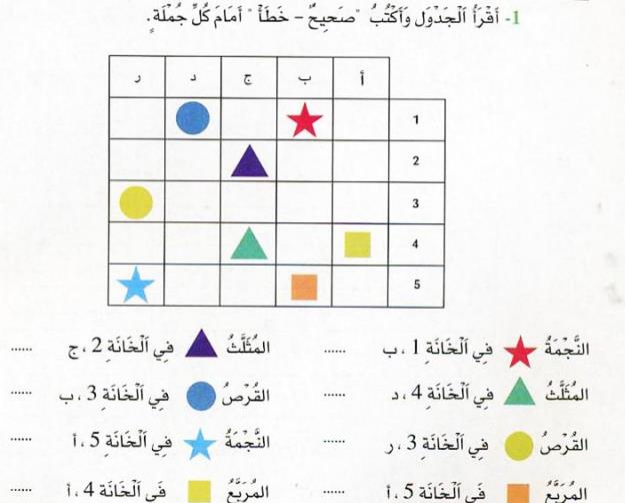 1- أَقْرَأُ ٱلْجَدْوَل وَأَكْتُبُ "صَحِيحٌ – خَطَأْ" أَمَامَ كُلِّ جُمْلَةٍ.
أ ب ج د ر
1
2
3
4
5
النَّجْمَةُ فِي ٱلْخَانَةِ 1 ، ب ...... المُثَلَّثُ فِي ٱلْخَانَةِ 2 ، ج ......
المُثَلَّثُ فِي ٱلْخَانَةِ 4 ، د ...... القُرْصُ فِي ٱلْخَانَةِ 3 ، ب ......
القُرْصُ فِي ٱلْخَانَةِ 3 ، ر ...... النَّجْمَةُ فِي ٱلْخَانَةِ 5 ، أ ......
المُرَبَّعُ فِي ٱلْخَانَةِ 5 ، أ ...... المُرَبَّعُ فَي ٱلْخَانَةِ 4 ، أ ......